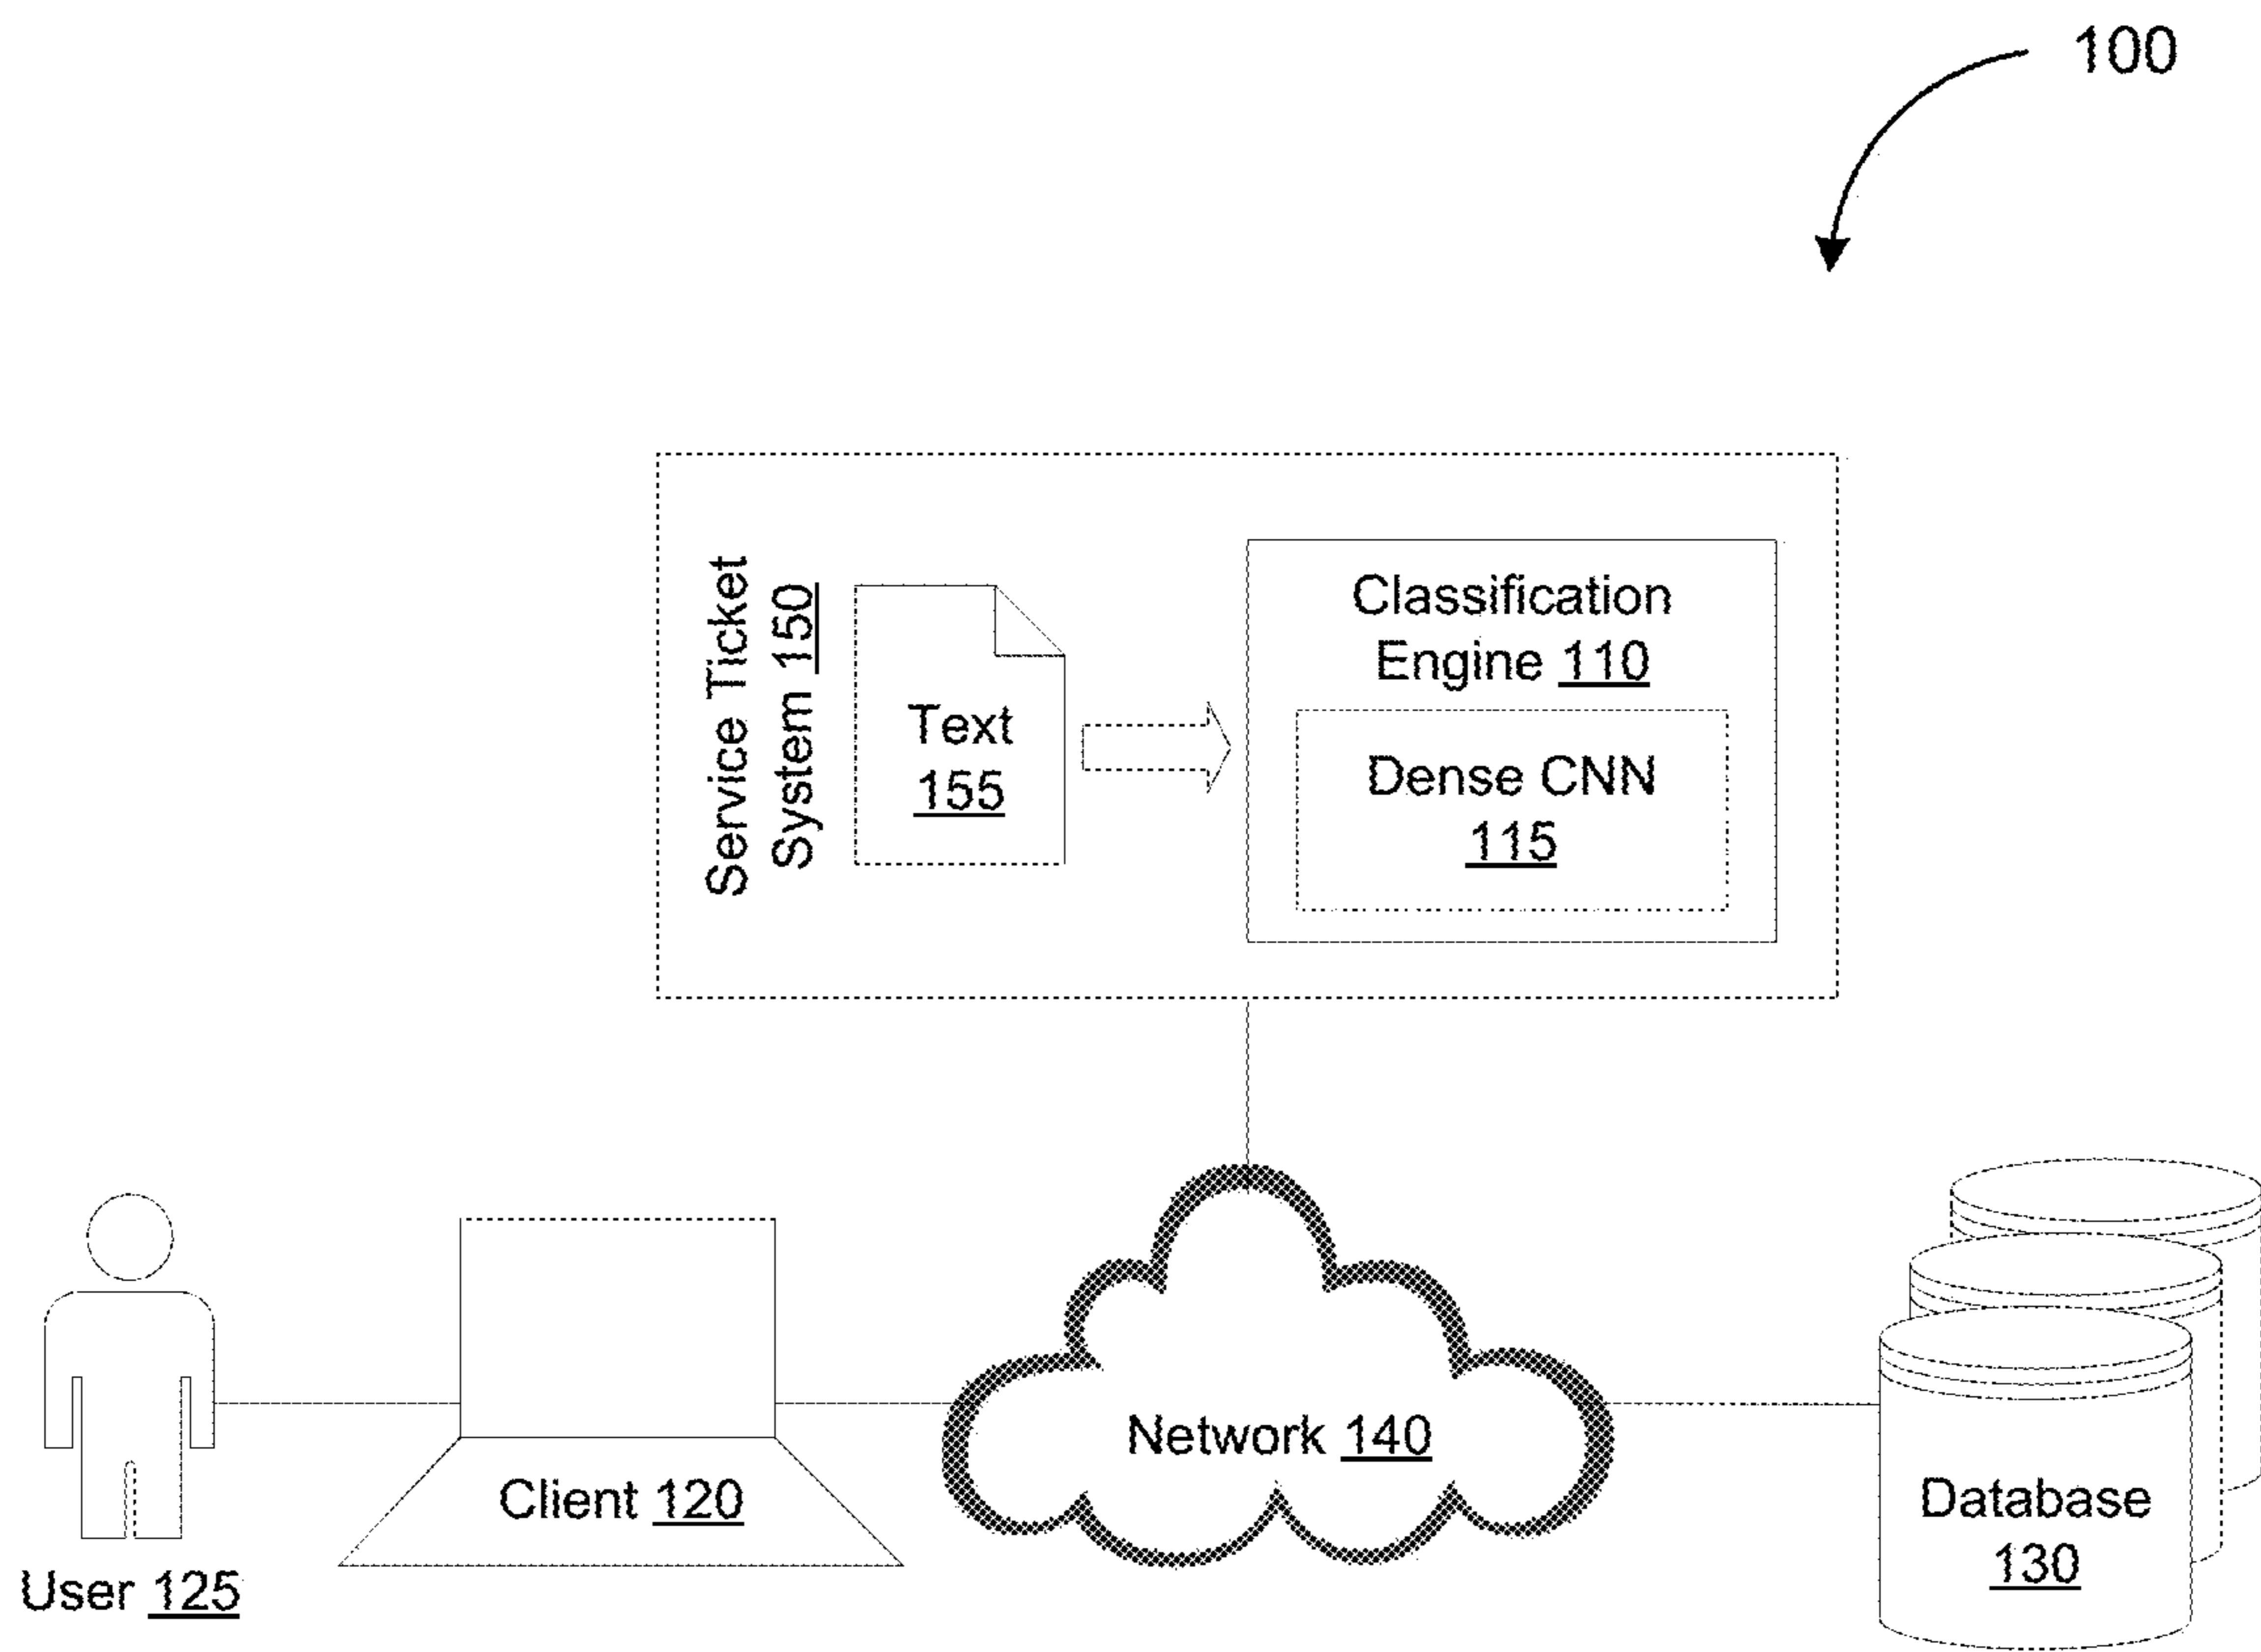 100
Service Ticket
System 150
Text
155
Classification
Engine 110
Dense CNN
115
Network 140
Client 120
Database
130
User 125